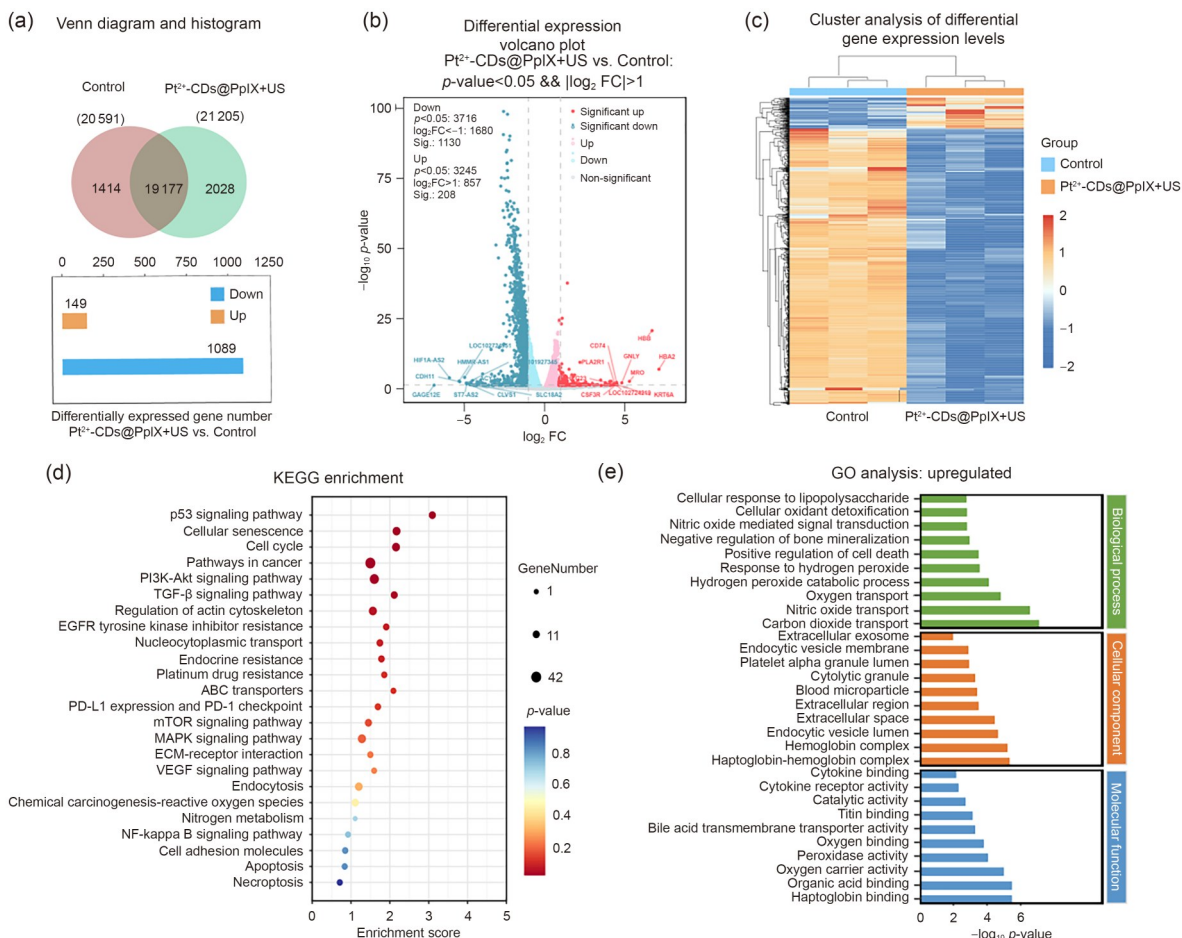 (a)
Venn diagram and histogram
Control
Pt²⁺-CDs@PpIX+US
(20 591)
(21 205)
1414
19 177
2028
0
250
500
750
1000
1250
149
Down
Up
1089
Differentially expressed gene number
Pt²⁺-CDs@PpIX+US vs. Control
(b)
Differential expression
volcano plot
Pt²⁺-CDs@PpIX+US vs. Control:
p-value<0.05 && |log₂ FC|>1
Down
p<0.05: 3716
log₂FC<−1: 1680
Sig.: 1130
Up
p<0.05: 3245
log₂FC>1: 857
Sig.: 208
Significant up
Significant down
Up
Down
Non-significant
100
75
50
25
0
−log₁₀ p-value
HIF1A-AS2
HMMR-AS1
CDH11
GAGE12E
ST7-AS2
CLVS1
SLC18A2
CD74
PLA2R1
GNLY
HBB
HBA2
MRO
CSF3R
KRT6A
−5
0
5
log₂ FC
(c)
Cluster analysis of differential
gene expression levels
Group
Control
Pt²⁺-CDs@PpIX+US
2
1
0
−1
−2
Control
Pt²⁺-CDs@PpIX+US
(d)
KEGG enrichment
p53 signaling pathway
Cellular senescence
Cell cycle
Pathways in cancer
PI3K-Akt signaling pathway
TGF-β signaling pathway
Regulation of actin cytoskeleton
EGFR tyrosine kinase inhibitor resistance
Nucleocytoplasmic transport
Endocrine resistance
Platinum drug resistance
ABC transporters
PD-L1 expression and PD-1 checkpoint
mTOR signaling pathway
MAPK signaling pathway
ECM-receptor interaction
VEGF signaling pathway
Endocytosis
Chemical carcinogenesis-reactive oxygen species
Nitrogen metabolism
NF-kappa B signaling pathway
Cell adhesion molecules
Apoptosis
Necroptosis
0
1
2
3
4
5
Enrichment score
GeneNumber
1
11
42
p-value
0.8
0.6
0.4
0.2
(e)
GO analysis: upregulated
Cellular response to lipopolysaccharide
Cellular oxidant detoxification
Nitric oxide mediated signal transduction
Negative regulation of bone mineralization
Positive regulation of cell death
Response to hydrogen peroxide
Hydrogen peroxide catabolic process
Oxygen transport
Nitric oxide transport
Carbon dioxide transport
Biological process
Extracellular exosome
Endocytic vesicle membrane
Platelet alpha granule lumen
Cytolytic granule
Blood microparticle
Extracellular region
Extracellular space
Endocytic vesicle lumen
Hemoglobin complex
Haptoglobin-hemoglobin complex
Cellular component
Cytokine binding
Cytokine receptor activity
Catalytic activity
Titin binding
Bile acid transmembrane transporter activity
Oxygen binding
Peroxidase activity
Oxygen carrier activity
Organic acid binding
Haptoglobin binding
Molecular function
0
2
4
6
−log₁₀ p-value